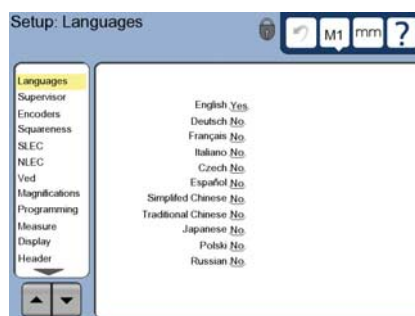 Setup: Languages
M1 mm ?
Languages
Supervisor
Encoders
Squareness
SLEC
NLEC
Ved
Magnifications
Programming
Measure
Display
Header
English Yes.
Deutsch No.
Français No.
Italiano No.
Czech No.
Español No.
Simplifed Chinese No.
Traditional Chinese No.
Japanese No.
Polski No.
Russian No.